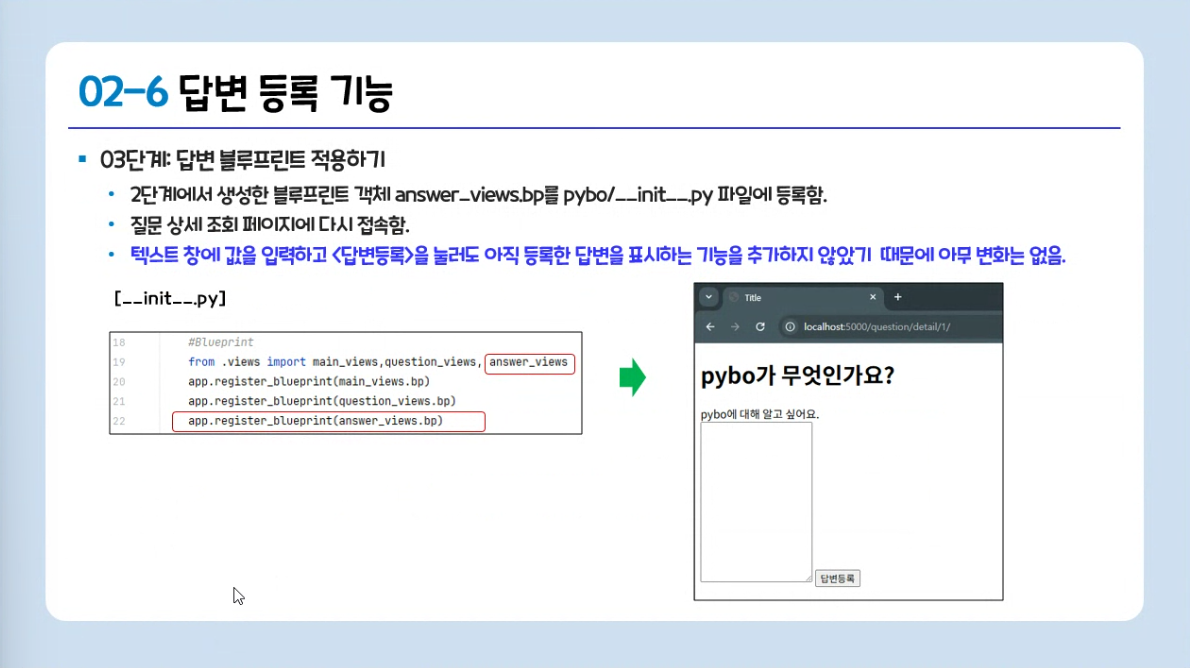 02-6 답변 등록 기능
03단계: 답변 블루프린트 적용하기
2단계에서 생성한 블루프린트 객체 answer_views.bp를 pybo/__init__.py 파일에 등록함.
질문 상세 조회 페이지에 다시 접속함.
텍스트 창에 값을 입력하고 <답변등록>을 눌러도 아직 등록한 답변을 표시하는 기능을 추가하지 않았기 때문에 아무 변화는 없음.
[__init__.py]
18 #Blueprint
19 from .views import main_views,question_views, answer_views
20 app.register_blueprint(main_views.bp)
21 app.register_blueprint(question_views.bp)
22 app.register_blueprint(answer_views.bp)
Title
localhost:5000/question/detail/1/
pybo가 무엇인가요?
pybo에 대해 알고 싶어요.
답변등록